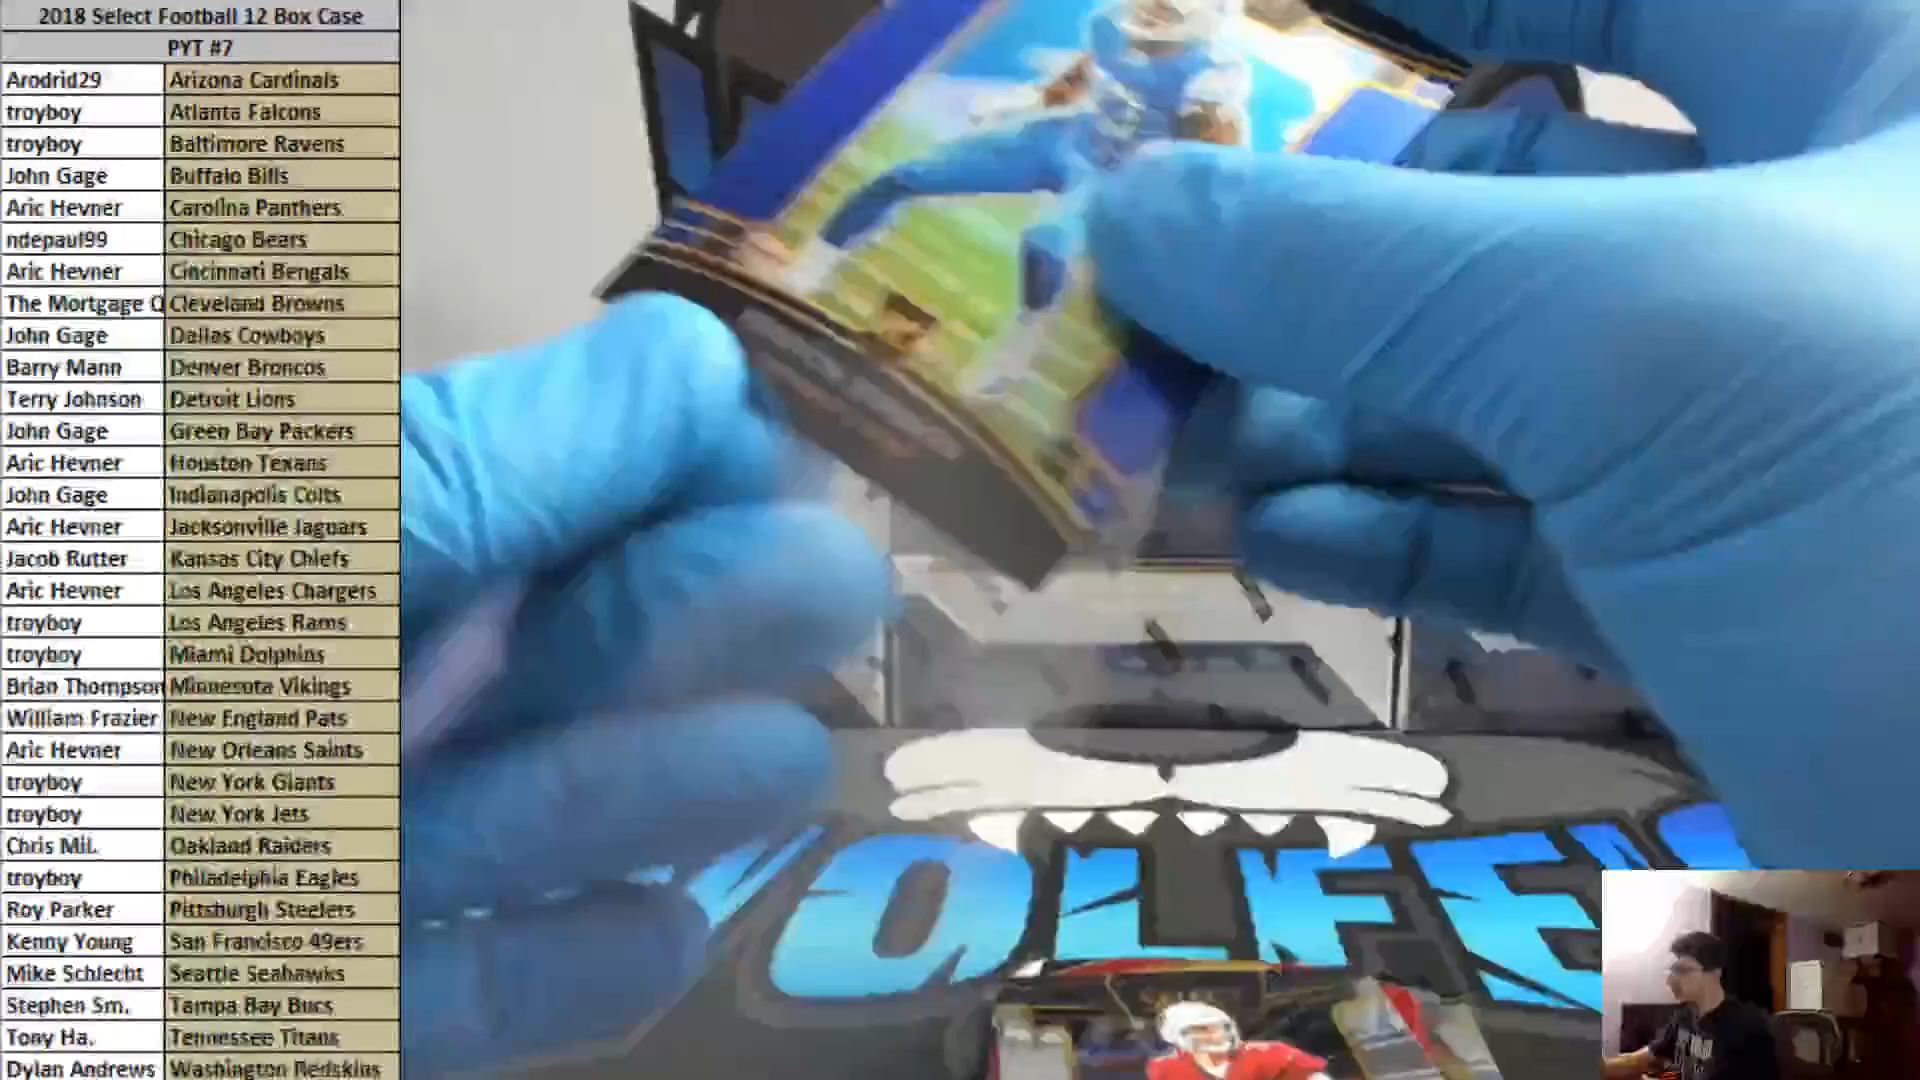 2018 Select Football 12 Box Case
PYT #7
Arodrid29 Arizona Cardinals
troyboy Atlanta Falcons
troyboy Baltimore Ravens
John Gage Buffalo Bills
Aric Hevner Carolina Panthers
ndepaul99 Chicago Bears
Aric Hevner Cincinnati Bengals
The Mortgage Q Cleveland Browns
John Gage Dallas Cowboys
Barry Mann Denver Broncos
Terry Johnson Detroit Lions
John Gage Green Bay Packers
Aric Hevner Houston Texans
John Gage Indianapolis Colts
Aric Hevner Jacksonville Jaguars
Jacob Rutter Kansas City Chiefs
Aric Hevner Los Angeles Chargers
troyboy Los Angeles Rams
troyboy Miami Dolphins
Brian Thompson Minnesota Vikings
William Frazier New England Pats
Aric Hevner New Orleans Saints
troyboy New York Giants
troyboy New York Jets
Chris Mil. Oakland Raiders
troyboy Philadelphia Eagles
Roy Parker Pittsburgh Steelers
Kenny Young San Francisco 49ers
Mike Schlecht Seattle Seahawks
Stephen Sm. Tampa Bay Bucs
Tony Ha. Tennessee Titans
Dylan Andrews Washington Redskins